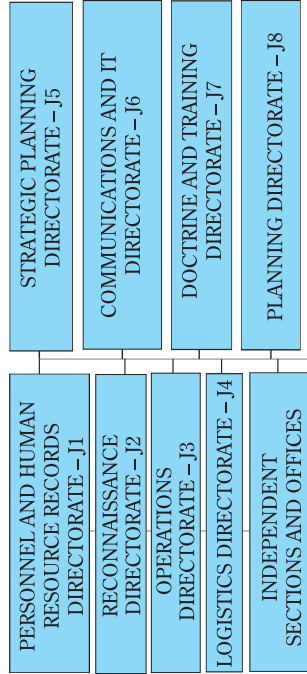 PERSONNEL AND HUMAN
RESOURCE RECORDS
DIRECTORATE – J1
RECONNAISSANCE
DIRECTORATE – J2
OPERATIONS
DIRECTORATE – J3
LOGISTICS DIRECTORATE – J4
INDEPENDENT
SECTIONS AND OFFICES
STRATEGIC PLANNING
DIRECTORATE – J5
COMMUNICATIONS AND IT
DIRECTORATE – J6
DOCTRINE AND TRAINING
DIRECTORATE – J7
PLANNING DIRECTORATE – J8